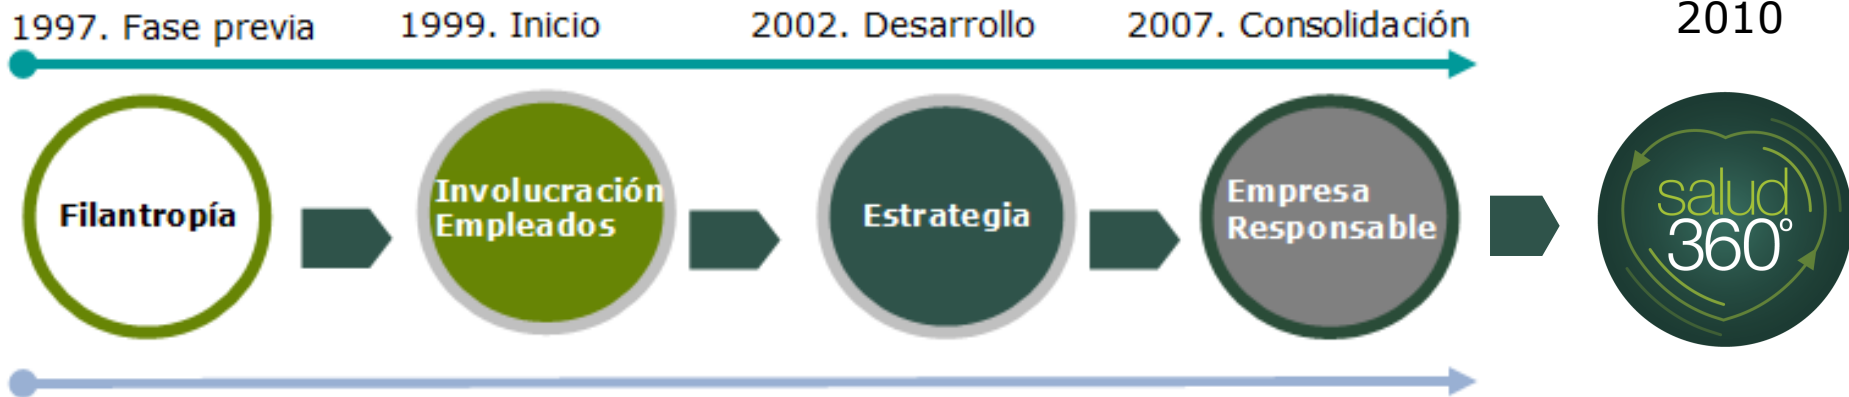 1997. Fase previa
1999. Inicio
2002. Desarrollo
2007. Consolidación
2010
Filantropía
Involucración
Empleados
Estrategia
Empresa
Responsable
salud
360°